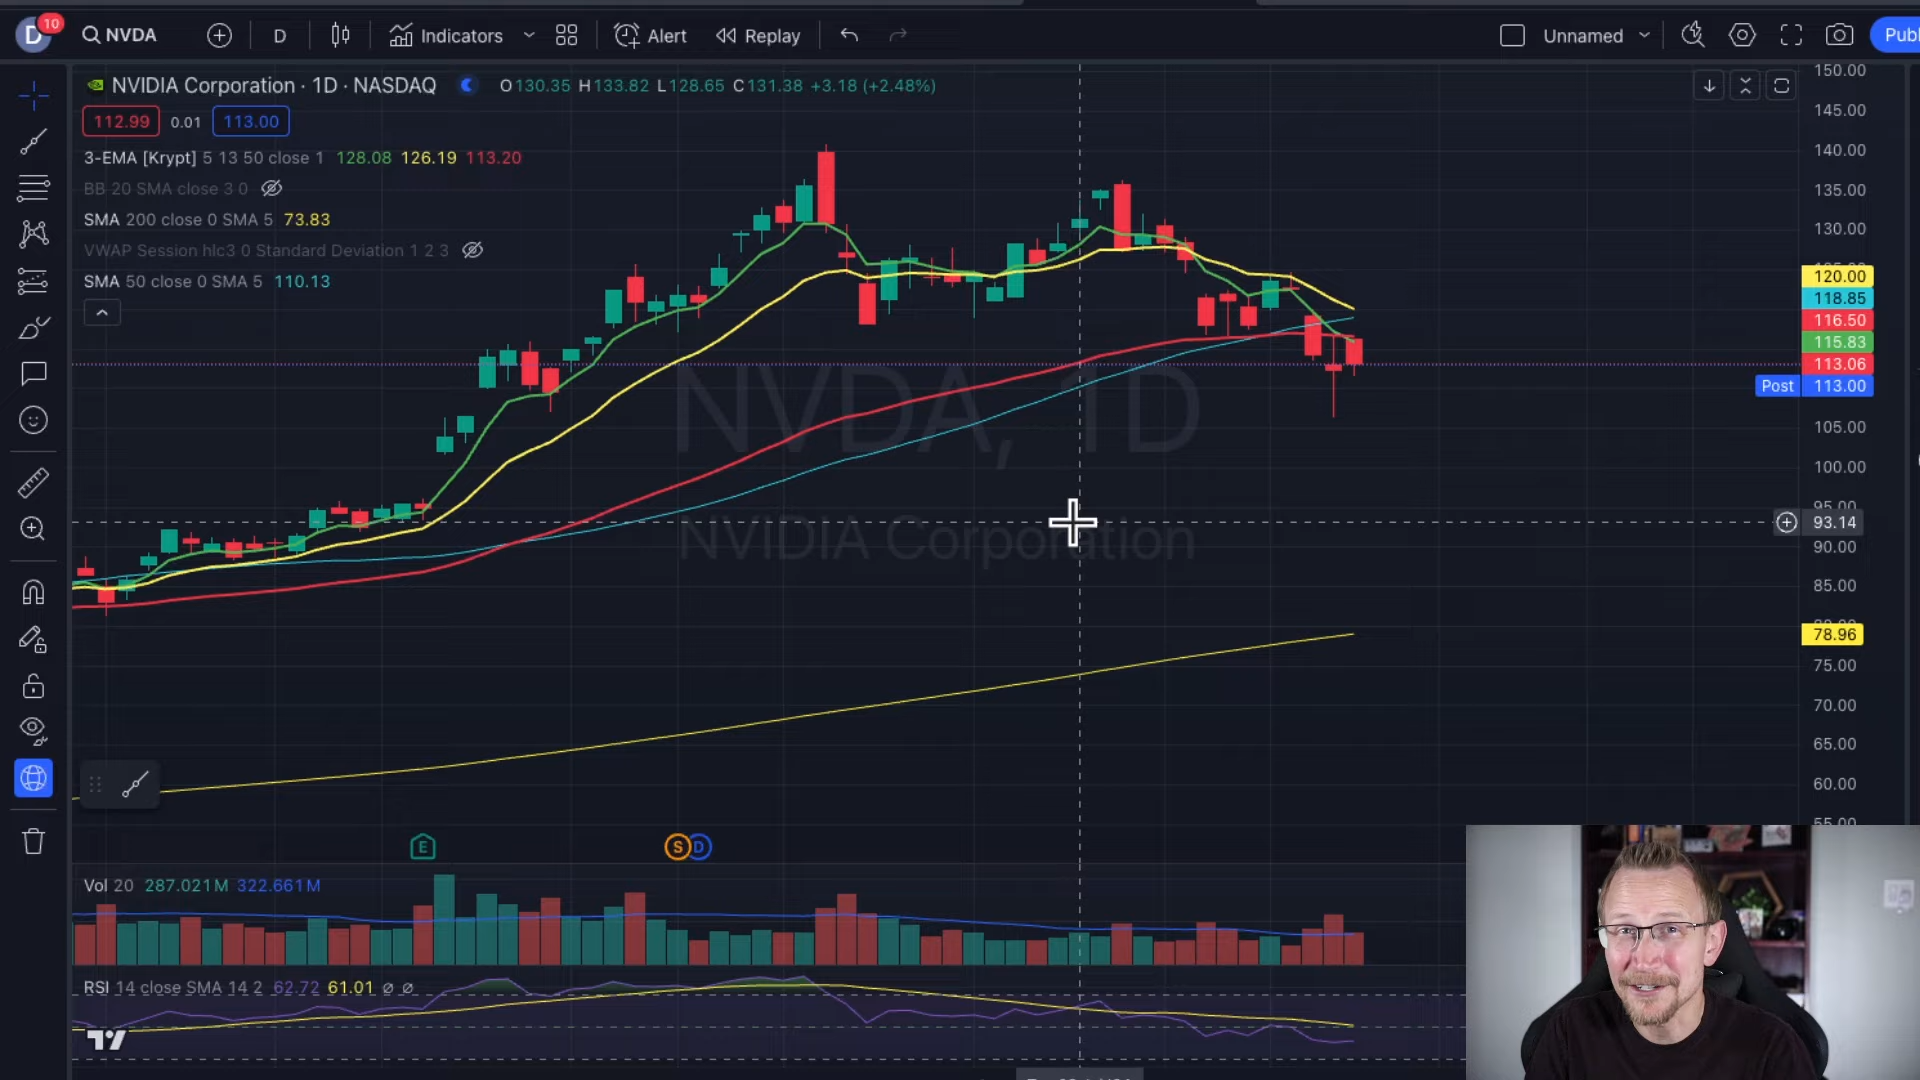 D 10 NVDA D Indicators Alert Replay Unnamed Publ
NVIDIA Corporation · 1D · NASDAQ O130.35 H133.82 L128.65 C131.38 +3.18 (+2.48%)
112.99 0.01 113.00
3-EMA [Krypt] 5 13 50 close 1 128.08 126.19 113.20
BB 20 SMA close 3 0
SMA 200 close 0 SMA 5 73.83
VWAP Session hlc3 0 Standard Deviation 1 2 3
SMA 50 close 0 SMA 5 110.13
NVDA, 1D
NVIDIA Corporation
150.00
145.00
140.00
135.00
130.00
120.00
118.85
116.50
115.83
113.06
Post 113.00
105.00
100.00
95.00
93.14
90.00
85.00
78.96
75.00
70.00
65.00
60.00
55.00
E S D
Vol 20 287.021M 322.661M
RSI 14 close SMA 14 2 62.72 61.01 ∅ ∅